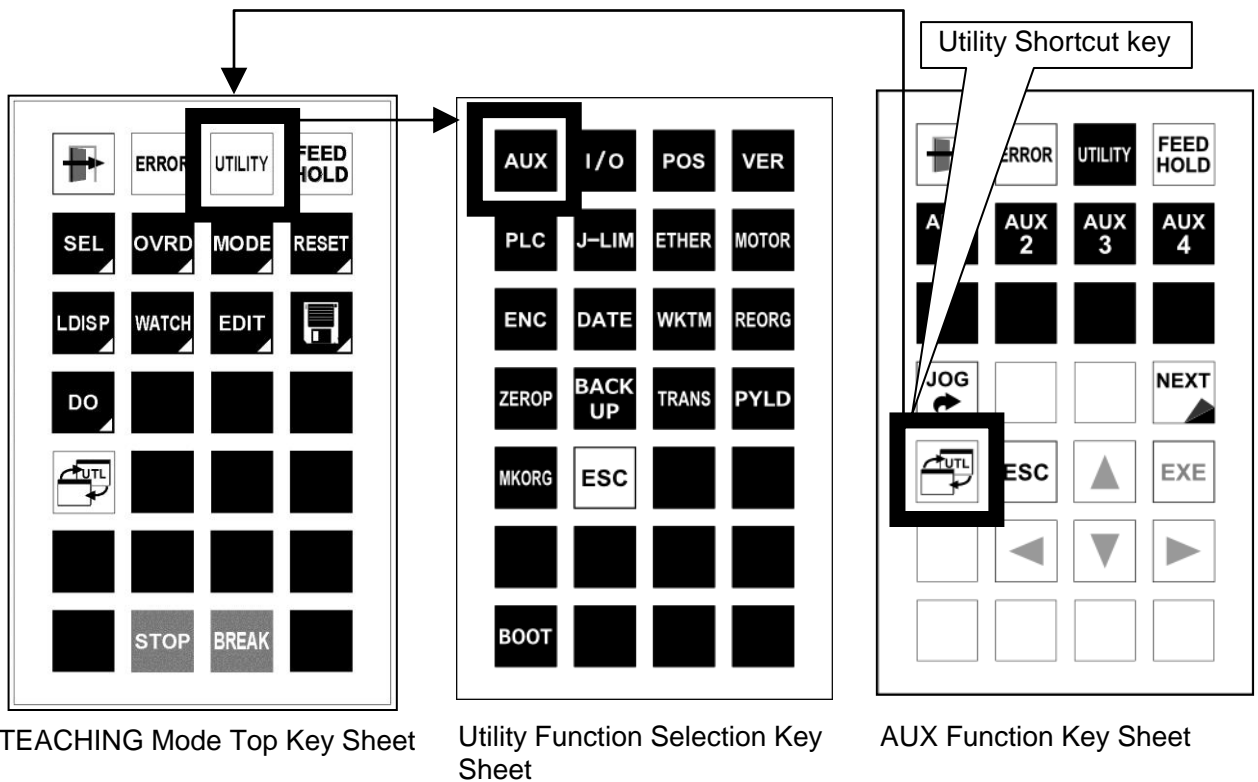 Utility Shortcut key
ERROR UTILITY FEED HOLD
SEL OVRD MODE RESET
LDISP WATCH EDIT
DO
UTL
STOP BREAK
TEACHING Mode Top Key Sheet
AUX I/O POS VER
PLC J-LIM ETHER MOTOR
ENC DATE WKTM REORG
ZEROP BACK UP TRANS PYLD
MKORG ESC
BOOT
Utility Function Selection Key
Sheet
ERROR UTILITY FEED HOLD
AUX 2 AUX 3 AUX 4
JOG NEXT
UTL ESC EXE
AUX Function Key Sheet